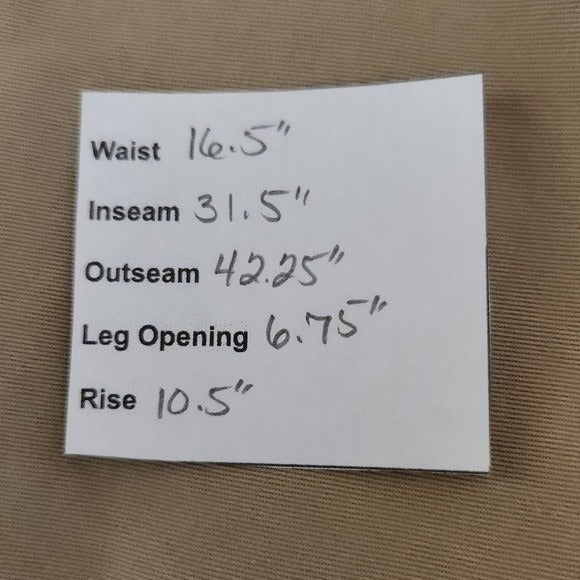 Waist 16.5"
Inseam 31.5"
Outseam 42.25"
Leg Opening 6.75"
Rise 10.5"